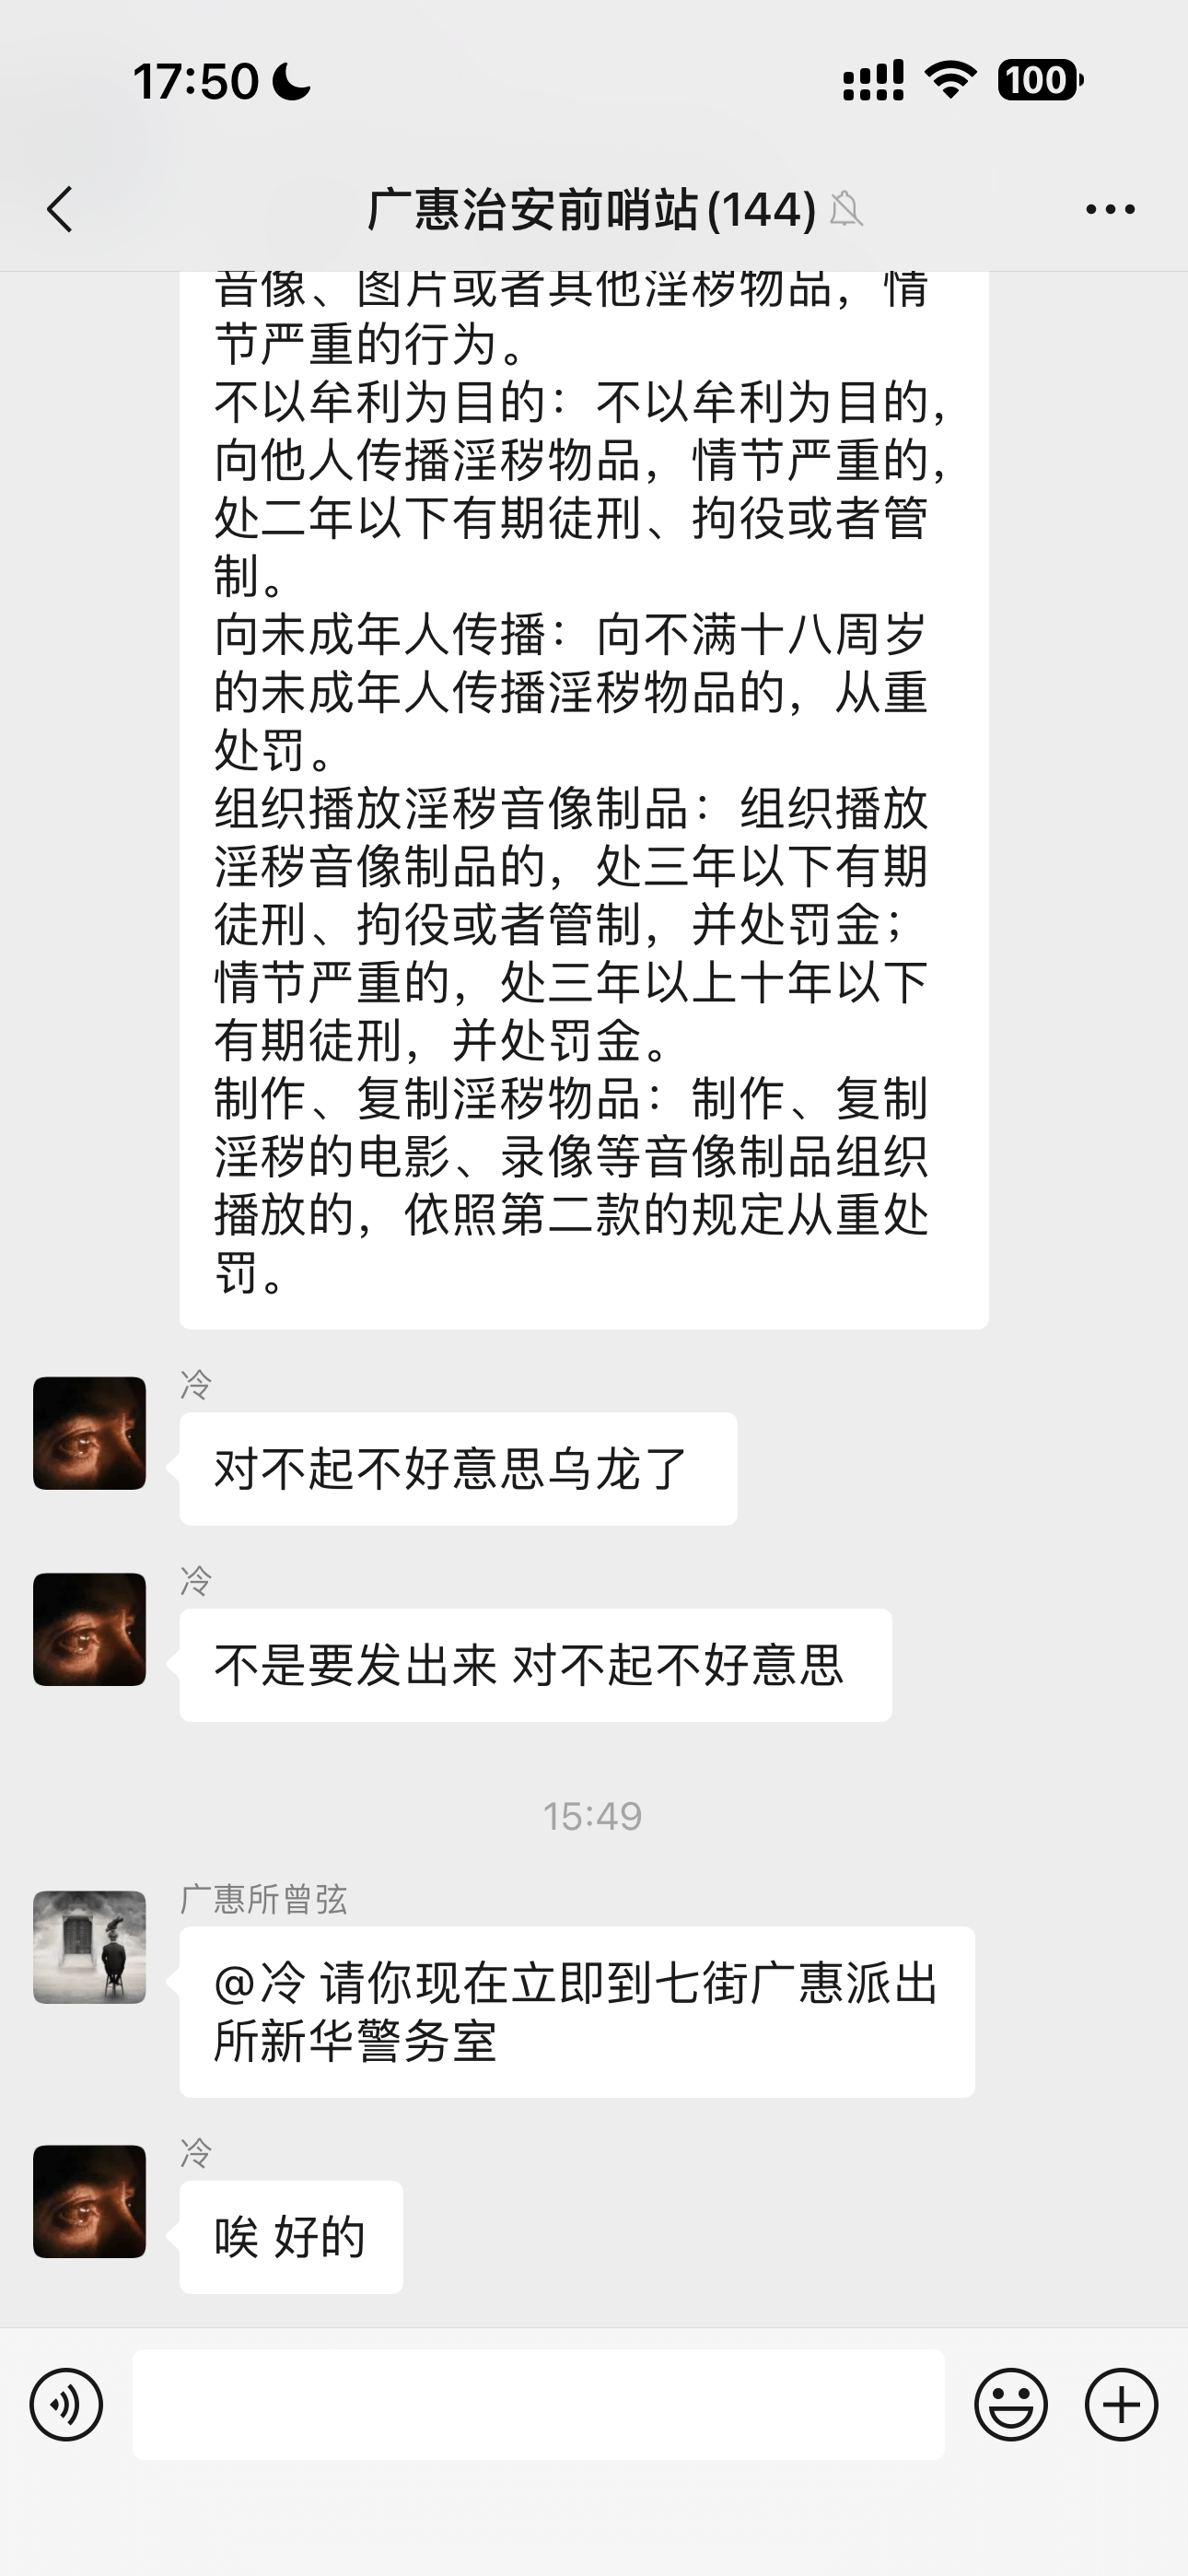 17:50
100
广惠治安前哨站(144)
音像、图片或者其他淫秽物品，情
节严重的行为。
不以牟利为目的：不以牟利为目的，
向他人传播淫秽物品，情节严重的，
处二年以下有期徒刑、拘役或者管
制。
向未成年人传播：向不满十八周岁
的未成年人传播淫秽物品的，从重
处罚。
组织播放淫秽音像制品：组织播放
淫秽音像制品的，处三年以下有期
徒刑、拘役或者管制，并处罚金；
情节严重的，处三年以上十年以下
有期徒刑，并处罚金。
制作、复制淫秽物品：制作、复制
淫秽的电影、录像等音像制品组织
播放的，依照第二款的规定从重处
罚。
冷
对不起不好意思乌龙了
冷
不是要发出来 对不起不好意思
15:49
广惠所曾弦
@冷 请你现在立即到七街广惠派出
所新华警务室
冷
唉 好的